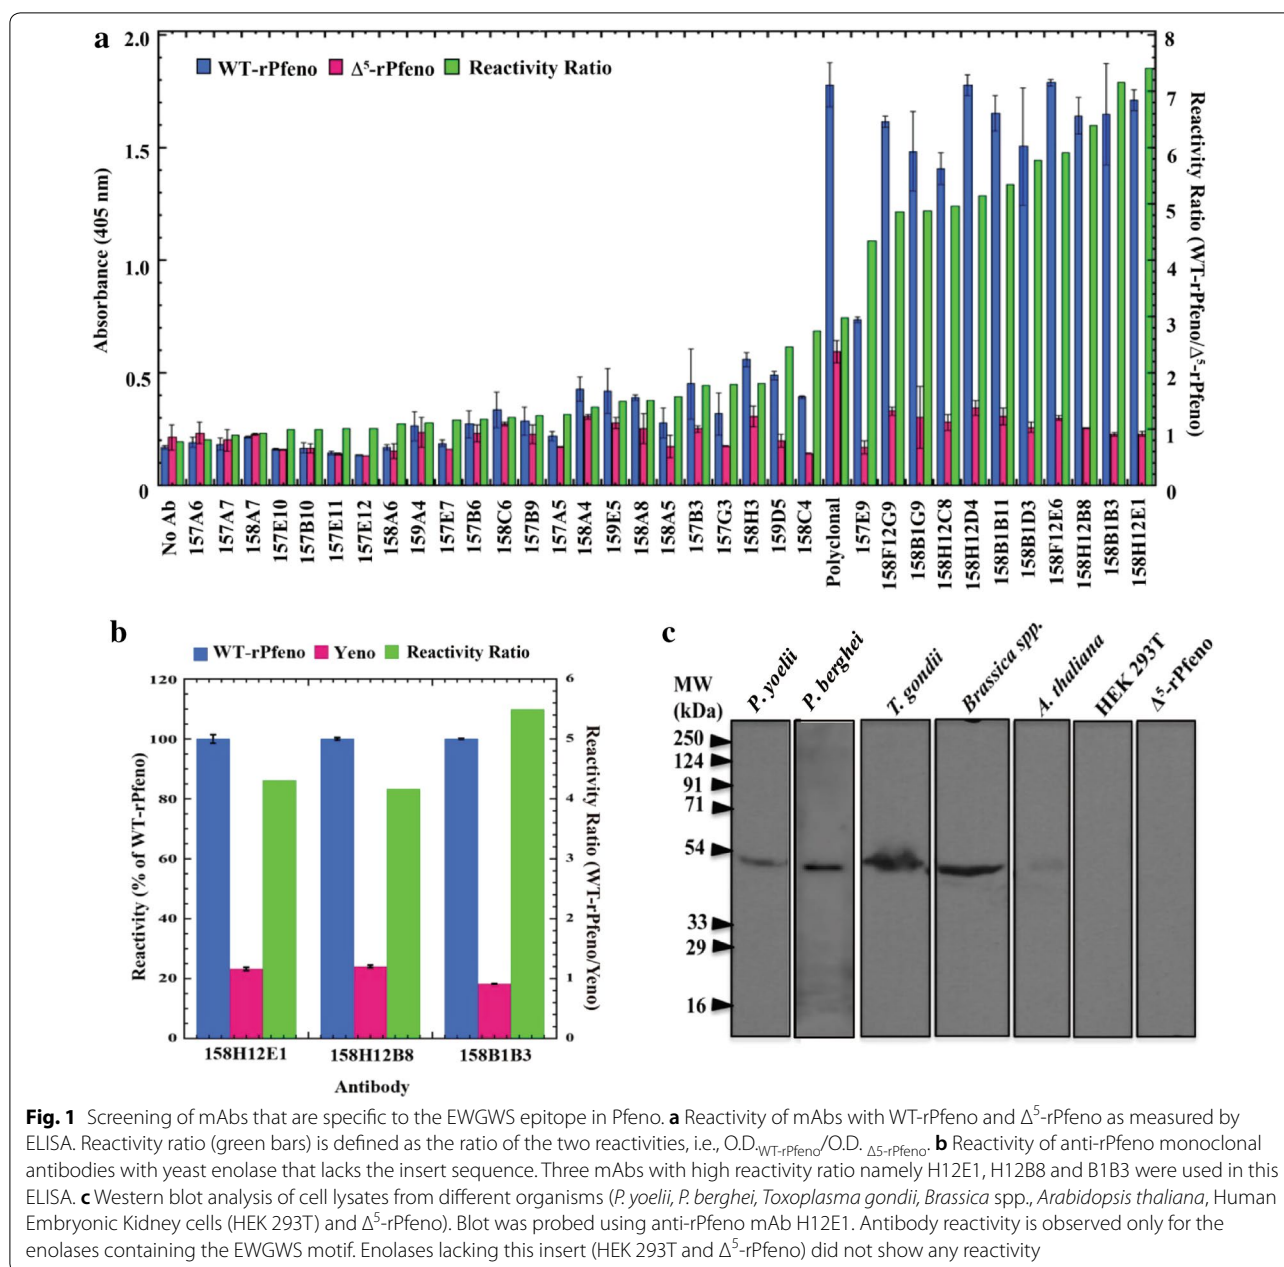 a
WT-rPfeno Δ⁵-rPfeno Reactivity Ratio
Absorbance (405 nm)
2.0
1.5
1.0
0.5
0
Reactivity Ratio (WT-rPfeno/Δ⁵-rPfeno)
8
7
6
5
4
3
2
1
0
No Ab
157A6
157A7
158A7
157E10
157B10
157E11
157E12
158A6
159A4
157E7
157B6
158C6
157B9
157A5
158A4
159E5
158A8
158A5
157B3
157G3
158H3
159D5
158C4
Polyclonal
157E9
158F12G9
158B1G9
158H12C8
158H12D4
158B1B11
158B1D3
158F12E6
158H12B8
158B1B3
158H12E1
b
WT-rPfeno Yeno Reactivity Ratio
Reactivity (% of WT-rPfeno)
120
100
80
60
40
20
0
Reactivity Ratio (WT-rPfeno/Yeno)
6
5
4
3
2
1
0
158H12E1 158H12B8 158B1B3
Antibody
c
MW
(kDa)
P. yoelii
P. berghei
T. gondii
Brassica spp.
A. thaliana
HEK 293T
Δ⁵-rPfeno
250
124
91
71
54
33
29
16
Fig. 1 Screening of mAbs that are specific to the EWGWS epitope in Pfeno. a Reactivity of mAbs with WT-rPfeno and Δ⁵-rPfeno as measured by
ELISA. Reactivity ratio (green bars) is defined as the ratio of the two reactivities, i.e., O.D.WT-rPfeno/O.D. Δ5-rPfeno. b Reactivity of anti-rPfeno monoclonal
antibodies with yeast enolase that lacks the insert sequence. Three mAbs with high reactivity ratio namely H12E1, H12B8 and B1B3 were used in this
ELISA. c Western blot analysis of cell lysates from different organisms (P. yoelii, P. berghei, Toxoplasma gondii, Brassica spp., Arabidopsis thaliana, Human
Embryonic Kidney cells (HEK 293T) and Δ⁵-rPfeno). Blot was probed using anti-rPfeno mAb H12E1. Antibody reactivity is observed only for the
enolases containing the EWGWS motif. Enolases lacking this insert (HEK 293T and Δ⁵-rPfeno) did not show any reactivity